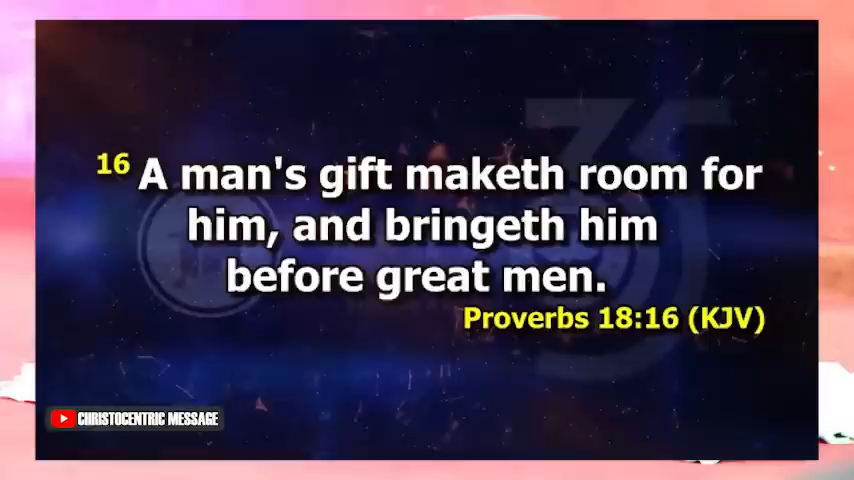 16 A man's gift maketh room for
him, and bringeth him
before great men.
Proverbs 18:16 (KJV)
CHRISTOCENTRIC MESSAGE